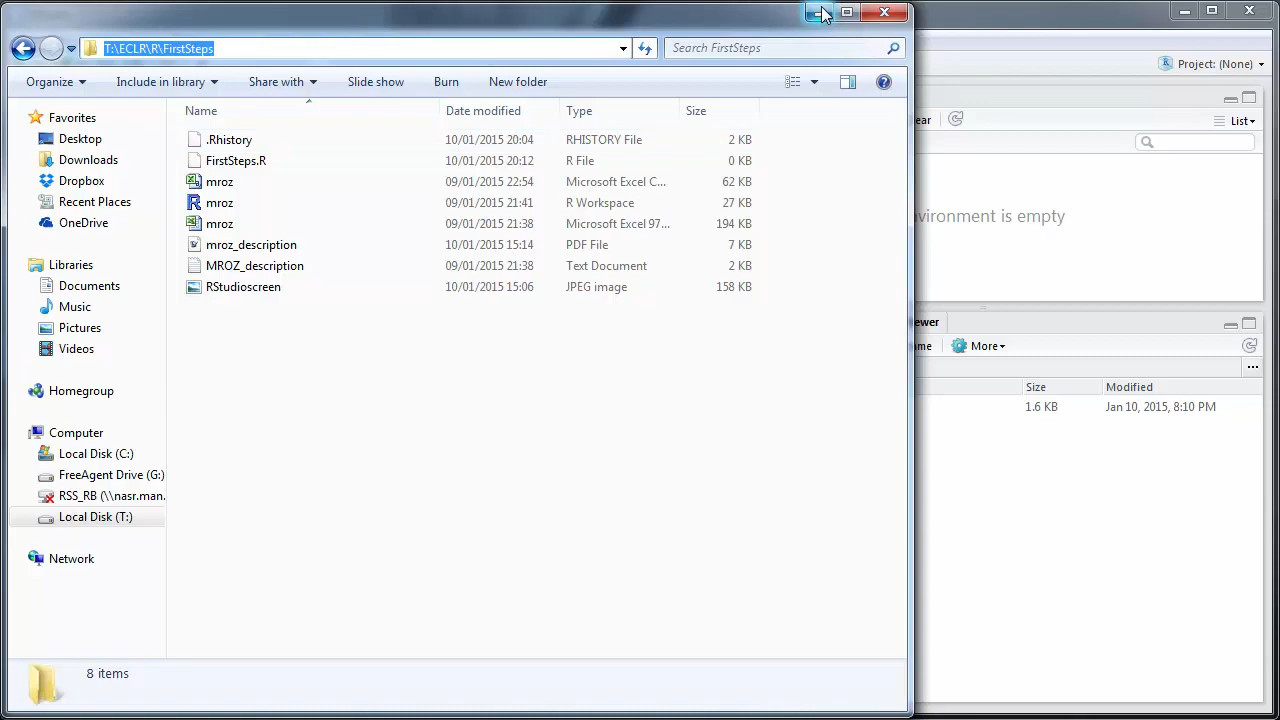 T:\ECLR\R\FirstSteps
Search FirstSteps
Project: (None)
Organize
Include in library
Share with
Slide show
Burn
New folder
Name
Date modified
Type
Size
ear
List
Favorites
Desktop
Downloads
Dropbox
Recent Places
OneDrive
Libraries
Documents
Music
Pictures
Videos
Homegroup
Computer
Local Disk (C:)
FreeAgent Drive (G:)
RSS_RB (\\nasr.man.
Local Disk (T:)
Network
.Rhistory 10/01/2015 20:04 RHISTORY File 2 KB
FirstSteps.R 10/01/2015 20:12 R File 0 KB
mroz 09/01/2015 22:54 Microsoft Excel C... 62 KB
mroz 09/01/2015 21:41 R Workspace 27 KB
mroz 09/01/2015 21:38 Microsoft Excel 97... 194 KB
mroz_description 10/01/2015 15:14 PDF File 7 KB
MROZ_description 09/01/2015 21:38 Text Document 2 KB
RStudioscreen 10/01/2015 15:06 JPEG image 158 KB
vironment is empty
ewer
me
More
...
Size
Modified
1.6 KB
Jan 10, 2015, 8:10 PM
8 items